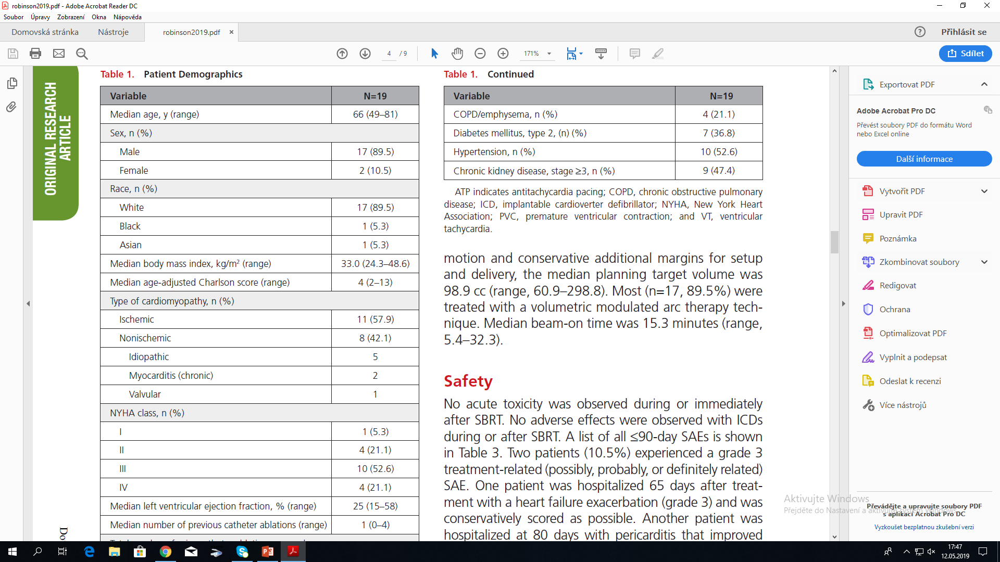 robinson2019.pdf - Adobe Acrobat Reader DC
Soubor Úpravy Zobrazení Okna Nápověda
Domovská stránka Nástroje robinson2019.pdf × Přihlásit se
4 / 9 171% Sdílet
ORIGINAL RESEARCH
ARTICLE
Table 1. Patient Demographics
Variable N=19
Median age, y (range) 66 (49–81)
Sex, n (%)
Male 17 (89.5)
Female 2 (10.5)
Race, n (%)
White 17 (89.5)
Black 1 (5.3)
Asian 1 (5.3)
Median body mass index, kg/m² (range) 33.0 (24.3–48.6)
Median age-adjusted Charlson score (range) 4 (2–13)
Type of cardiomyopathy, n (%)
Ischemic 11 (57.9)
Nonischemic 8 (42.1)
Idiopathic 5
Myocarditis (chronic) 2
Valvular 1
NYHA class, n (%)
I 1 (5.3)
II 4 (21.1)
III 10 (52.6)
IV 4 (21.1)
Median left ventricular ejection fraction, % (range) 25 (15–58)
Median number of previous catheter ablations (range) 1 (0–4)
Do
Table 1. Continued
Variable N=19
COPD/emphysema, n (%) 4 (21.1)
Diabetes mellitus, type 2, (n) (%) 7 (36.8)
Hypertension, n (%) 10 (52.6)
Chronic kidney disease, stage ≥3, n (%) 9 (47.4)
ATP indicates antitachycardia pacing; COPD, chronic obstructive pulmonary
disease; ICD, implantable cardioverter defibrillator; NYHA, New York Heart
Association; PVC, premature ventricular contraction; and VT, ventricular
tachycardia.
motion and conservative additional margins for setup
and delivery, the median planning target volume was
98.9 cc (range, 60.9–298.8). Most (n=17, 89.5%) were
treated with a volumetric modulated arc therapy tech-
nique. Median beam-on time was 15.3 minutes (range,
5.4–32.3).
Safety
No acute toxicity was observed during or immediately
after SBRT. No adverse effects were observed with ICDs
during or after SBRT. A list of all ≤90-day SAEs is shown
in Table 3. Two patients (10.5%) experienced a grade 3
treatment-related (possibly, probably, or definitely related)
SAE. One patient was hospitalized 65 days after treat-
ment with a heart failure exacerbation (grade 3) and was
conservatively scored as possible. Another patient was
hospitalized at 80 days with pericarditis that improved
Exportovat PDF
Adobe Acrobat Pro DC
Převést soubory PDF do formátu Word
nebo Excel online
Další informace
Vytvořit PDF
Upravit PDF
Poznámka
Zkombinovat soubory
Redigovat
Ochrana
Optimalizovat PDF
Vyplnit a podepsat
Odeslat k recenzi
Více nástrojů
Aktivujte Windows
Přejděte do Nastavení a aktivujte systém Windows.
Převádějte a upravujte soubory PDF
s aplikací Acrobat Pro DC
Vyzkoušet bezplatnou zkušební verzi
17:47
12.05.2019